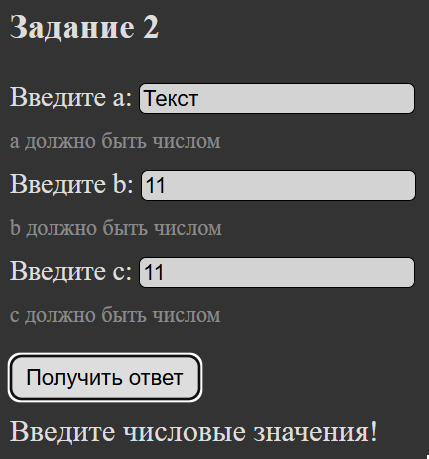 Задание 2
Введите a: Текст
a должно быть числом
Введите b: 11
b должно быть числом
Введите c: 11
c должно быть числом
Получить ответ
Введите числовые значения!